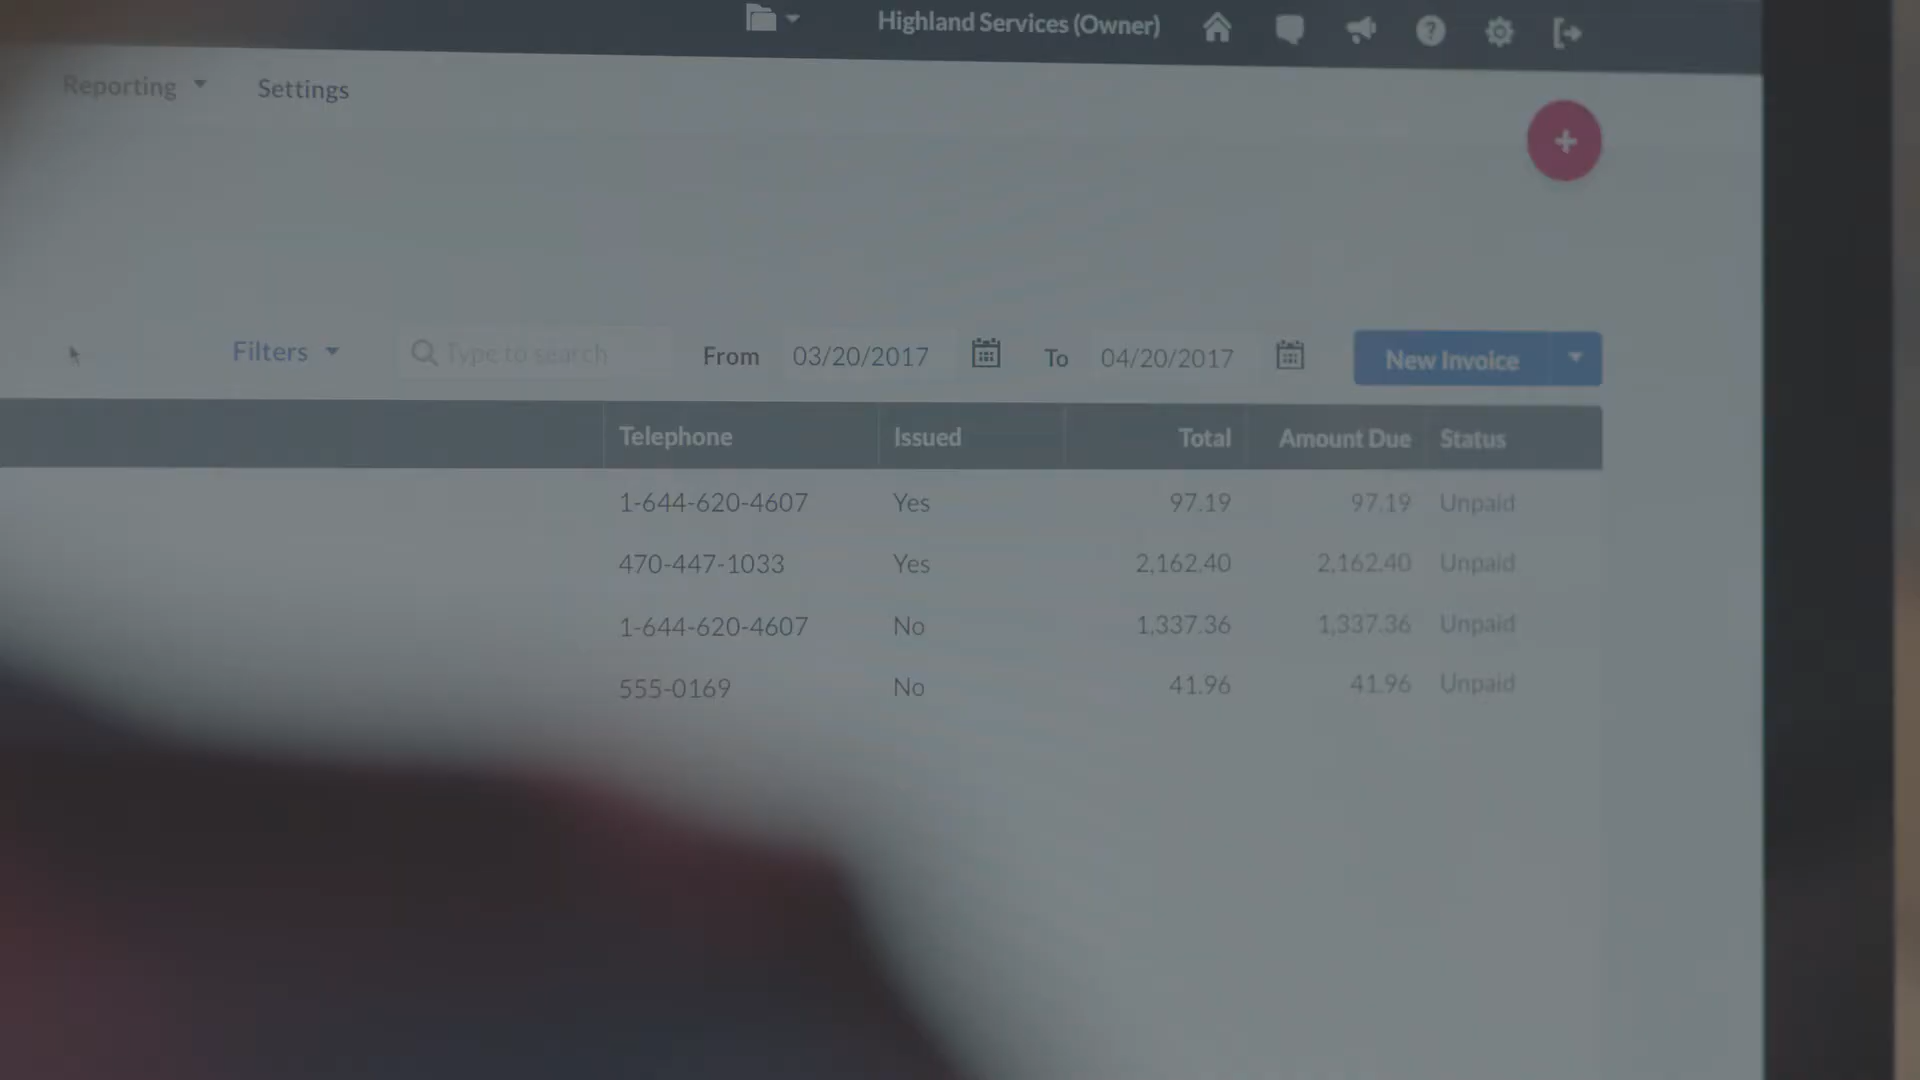 Highland Services (Owner)
Reporting Settings
Filters Type to search From 03/20/2017 To 04/20/2017 New Invoice
Telephone Issued Total Amount Due Status
1-644-620-4607 Yes 97.19 97.19 Unpaid
470-447-1033 Yes 2,162.40 2,162.40 Unpaid
1-644-620-4607 No 1,337.36 1,337.36 Unpaid
555-0169 No 41.96 41.96 Unpaid